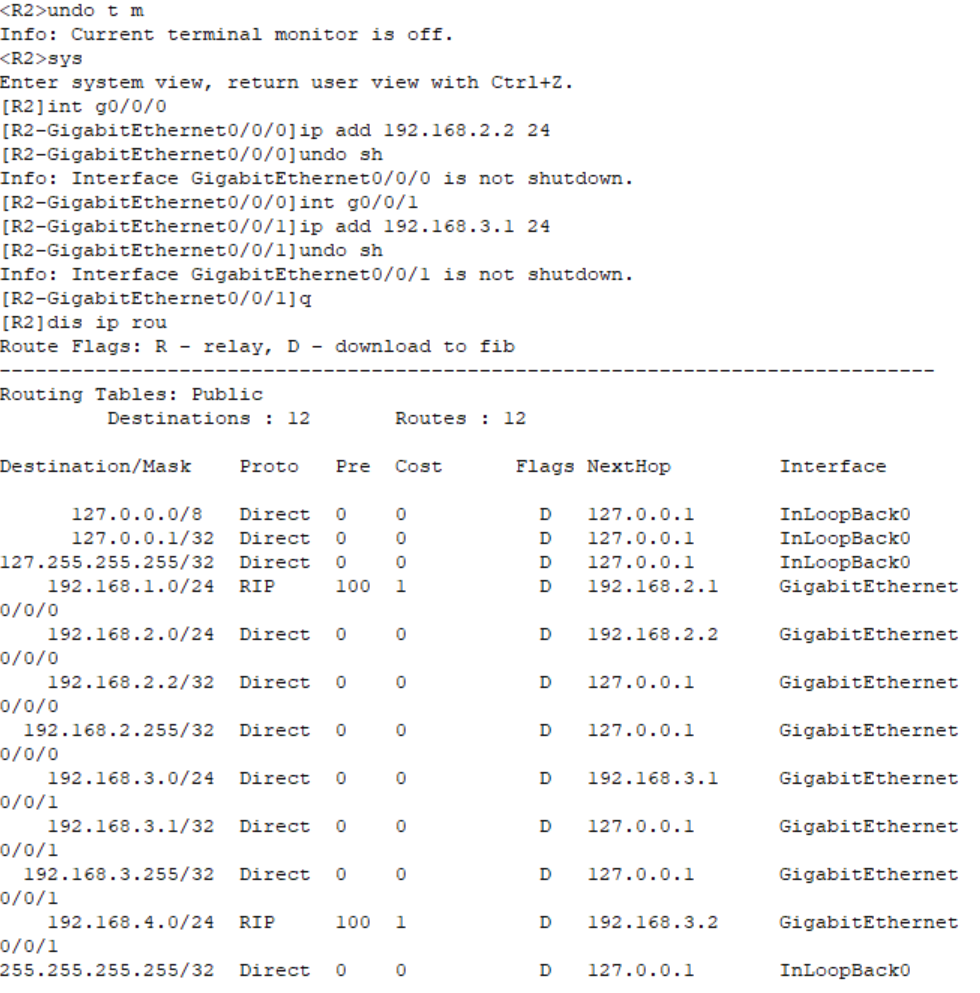 <R2>undo t m
Info: Current terminal monitor is off.
<R2>sys
Enter system view, return user view with Ctrl+Z.
[R2]int g0/0/0
[R2-GigabitEthernet0/0/0]ip add 192.168.2.2 24
[R2-GigabitEthernet0/0/0]undo sh
Info: Interface GigabitEthernet0/0/0 is not shutdown.
[R2-GigabitEthernet0/0/0]int g0/0/1
[R2-GigabitEthernet0/0/1]ip add 192.168.3.1 24
[R2-GigabitEthernet0/0/1]undo sh
Info: Interface GigabitEthernet0/0/1 is not shutdown.
[R2-GigabitEthernet0/0/1]q
[R2]dis ip rou
Route Flags: R - relay, D - download to fib
------------------------------------------------------------------------------
Routing Tables: Public
         Destinations : 12       Routes : 12

Destination/Mask    Proto   Pre  Cost      Flags NextHop         Interface

      127.0.0.0/8   Direct  0    0           D   127.0.0.1       InLoopBack0
      127.0.0.1/32  Direct  0    0           D   127.0.0.1       InLoopBack0
127.255.255.255/32  Direct  0    0           D   127.0.0.1       InLoopBack0
    192.168.1.0/24  RIP     100  1           D   192.168.2.1     GigabitEthernet
0/0/0
    192.168.2.0/24  Direct  0    0           D   192.168.2.2     GigabitEthernet
0/0/0
    192.168.2.2/32  Direct  0    0           D   127.0.0.1       GigabitEthernet
0/0/0
  192.168.2.255/32  Direct  0    0           D   127.0.0.1       GigabitEthernet
0/0/0
    192.168.3.0/24  Direct  0    0           D   192.168.3.1     GigabitEthernet
0/0/1
    192.168.3.1/32  Direct  0    0           D   127.0.0.1       GigabitEthernet
0/0/1
  192.168.3.255/32  Direct  0    0           D   127.0.0.1       GigabitEthernet
0/0/1
    192.168.4.0/24  RIP     100  1           D   192.168.3.2     GigabitEthernet
0/0/1
255.255.255.255/32  Direct  0    0           D   127.0.0.1       InLoopBack0